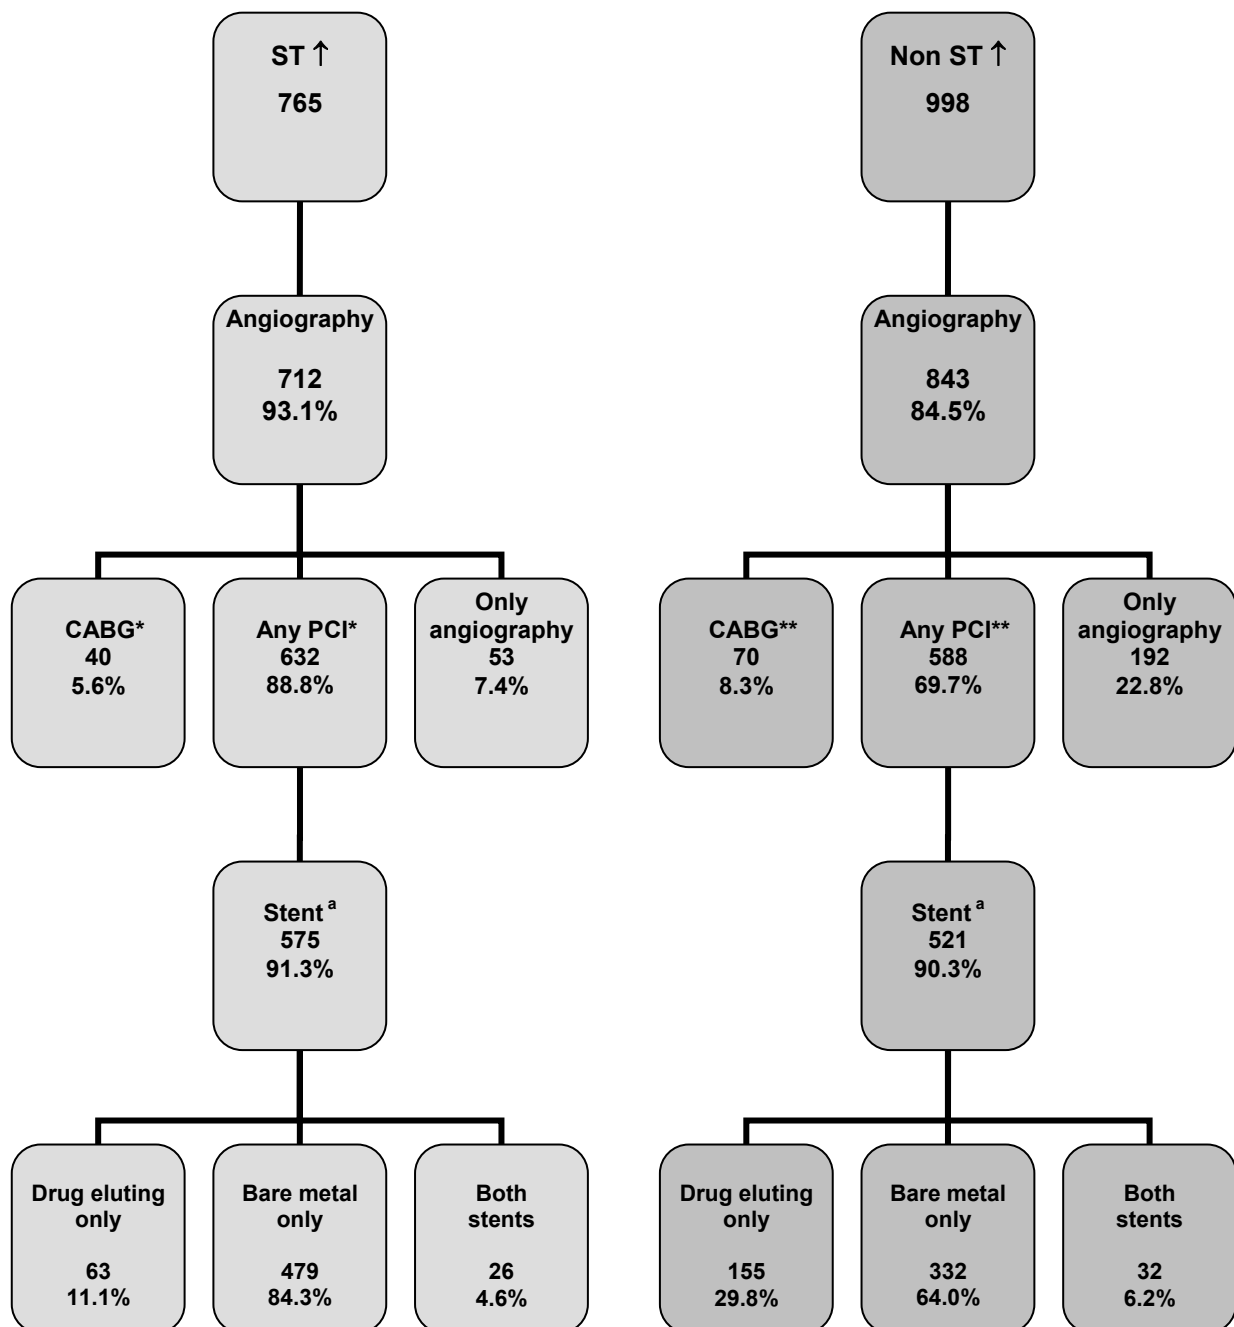 ST ↑
765
Non ST ↑
998
Angiography
712
93.1%
Angiography
843
84.5%
CABG*
40
5.6%
Any PCI*
632
88.8%
Only
angiography
53
7.4%
CABG**
70
8.3%
Any PCI**
588
69.7%
Only
angiography
192
22.8%
Stent a
575
91.3%
Stent a
521
90.3%
Drug eluting
only
63
11.1%
Bare metal
only
479
84.3%
Both
stents
26
4.6%
Drug eluting
only
155
29.8%
Bare metal
only
332
64.0%
Both
stents
32
6.2%